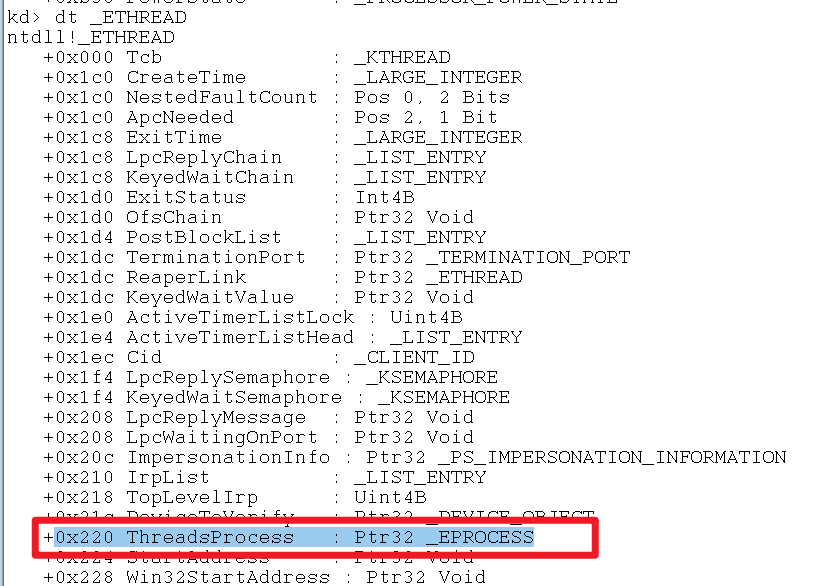 kd> dt _ETHREAD
ntdll!_ETHREAD
+0x000 Tcb : _KTHREAD
+0x1c0 CreateTime : _LARGE_INTEGER
+0x1c0 NestedFaultCount : Pos 0, 2 Bits
+0x1c0 ApcNeeded : Pos 2, 1 Bit
+0x1c8 ExitTime : _LARGE_INTEGER
+0x1c8 LpcReplyChain : _LIST_ENTRY
+0x1c8 KeyedWaitChain : _LIST_ENTRY
+0x1d0 ExitStatus : Int4B
+0x1d0 OfsChain : Ptr32 Void
+0x1d4 PostBlockList : _LIST_ENTRY
+0x1dc TerminationPort : Ptr32 _TERMINATION_PORT
+0x1dc ReaperLink : Ptr32 _ETHREAD
+0x1dc KeyedWaitValue : Ptr32 Void
+0x1e0 ActiveTimerListLock : Uint4B
+0x1e4 ActiveTimerListHead : _LIST_ENTRY
+0x1ec Cid : _CLIENT_ID
+0x1f4 LpcReplySemaphore : _KSEMAPHORE
+0x1f4 KeyedWaitSemaphore : _KSEMAPHORE
+0x208 LpcReplyMessage : Ptr32 Void
+0x208 LpcWaitingOnPort : Ptr32 Void
+0x20c ImpersonationInfo : Ptr32 _PS_IMPERSONATION_INFORMATION
+0x210 IrpList : _LIST_ENTRY
+0x218 TopLevelIrp : Uint4B
+0x21c DeviceToVerify : Ptr32 _DEVICE_OBJECT
+0x220 ThreadsProcess : Ptr32 _EPROCESS
+0x224 StartAddress : Ptr32 Void
+0x228 Win32StartAddress : Ptr32 Void